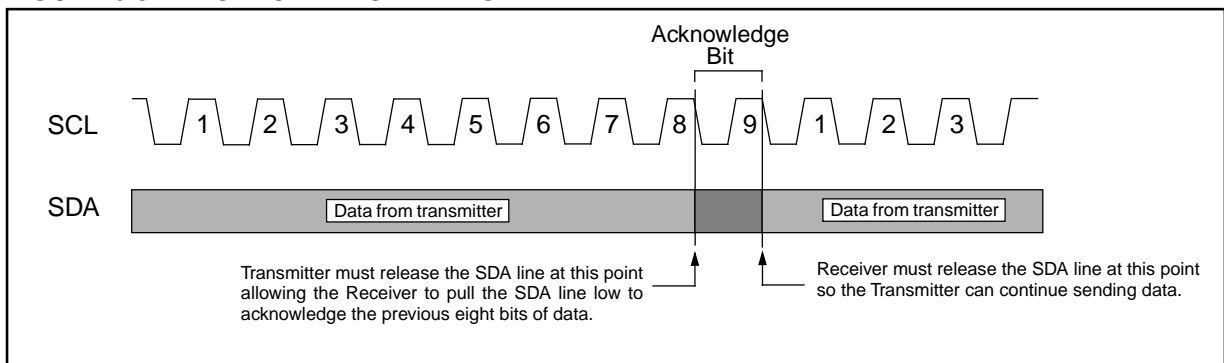 Acknowledge
Bit
SCL
1 2 3 4 5 6 7 8 9 1 2 3
SDA
Data from transmitter
Data from transmitter
Transmitter must release the SDA line at this point
allowing the Receiver to pull the SDA line low to
acknowledge the previous eight bits of data.
Receiver must release the SDA line at this point
so the Transmitter can continue sending data.